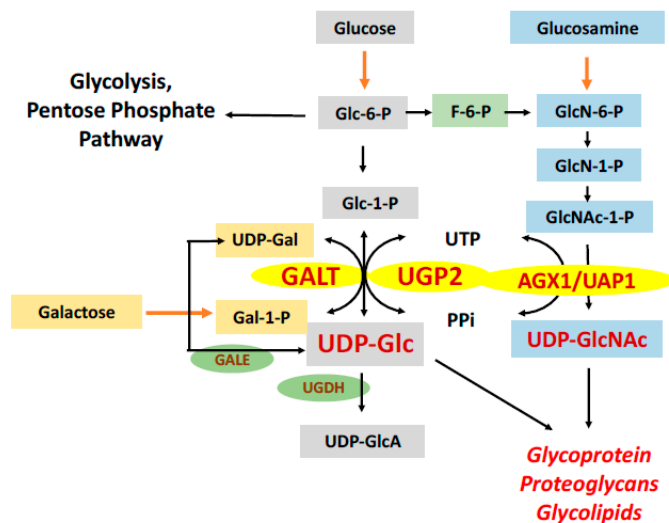 Glucose
Glucosamine
Glycolysis,
Pentose Phosphate
Pathway
Glc-6-P
F-6-P
GlcN-6-P
GlcN-1-P
Glc-1-P
GlcNAc-1-P
UDP-Gal
UTP
GALT
UGP2
AGX1/UAP1
Galactose
Gal-1-P
PPi
UDP-Glc
UDP-GlcNAc
GALE
UGDH
UDP-GlcA
Glycoprotein
Proteoglycans
Glycolipids